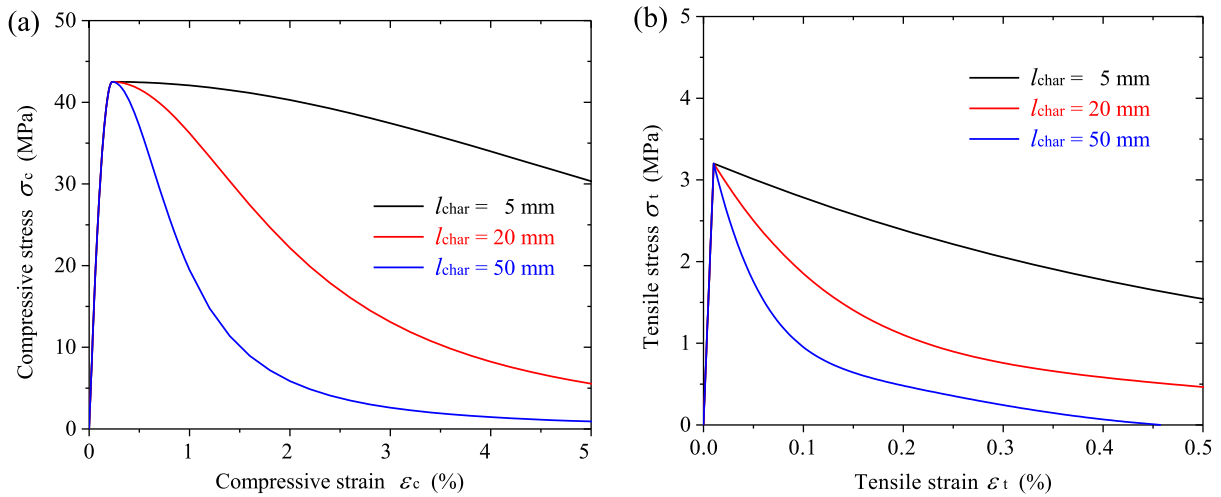 (a)
50
40
30
20
10
0
Compressive stress σc (MPa)
lchar = 5 mm
lchar = 20 mm
lchar = 50 mm
0 1 2 3 4 5
Compressive strain εc (%)
(b)
5
4
3
2
1
0
Tensile stress σt (MPa)
lchar = 5 mm
lchar = 20 mm
lchar = 50 mm
0.0 0.1 0.2 0.3 0.4 0.5
Tensile strain εt (%)